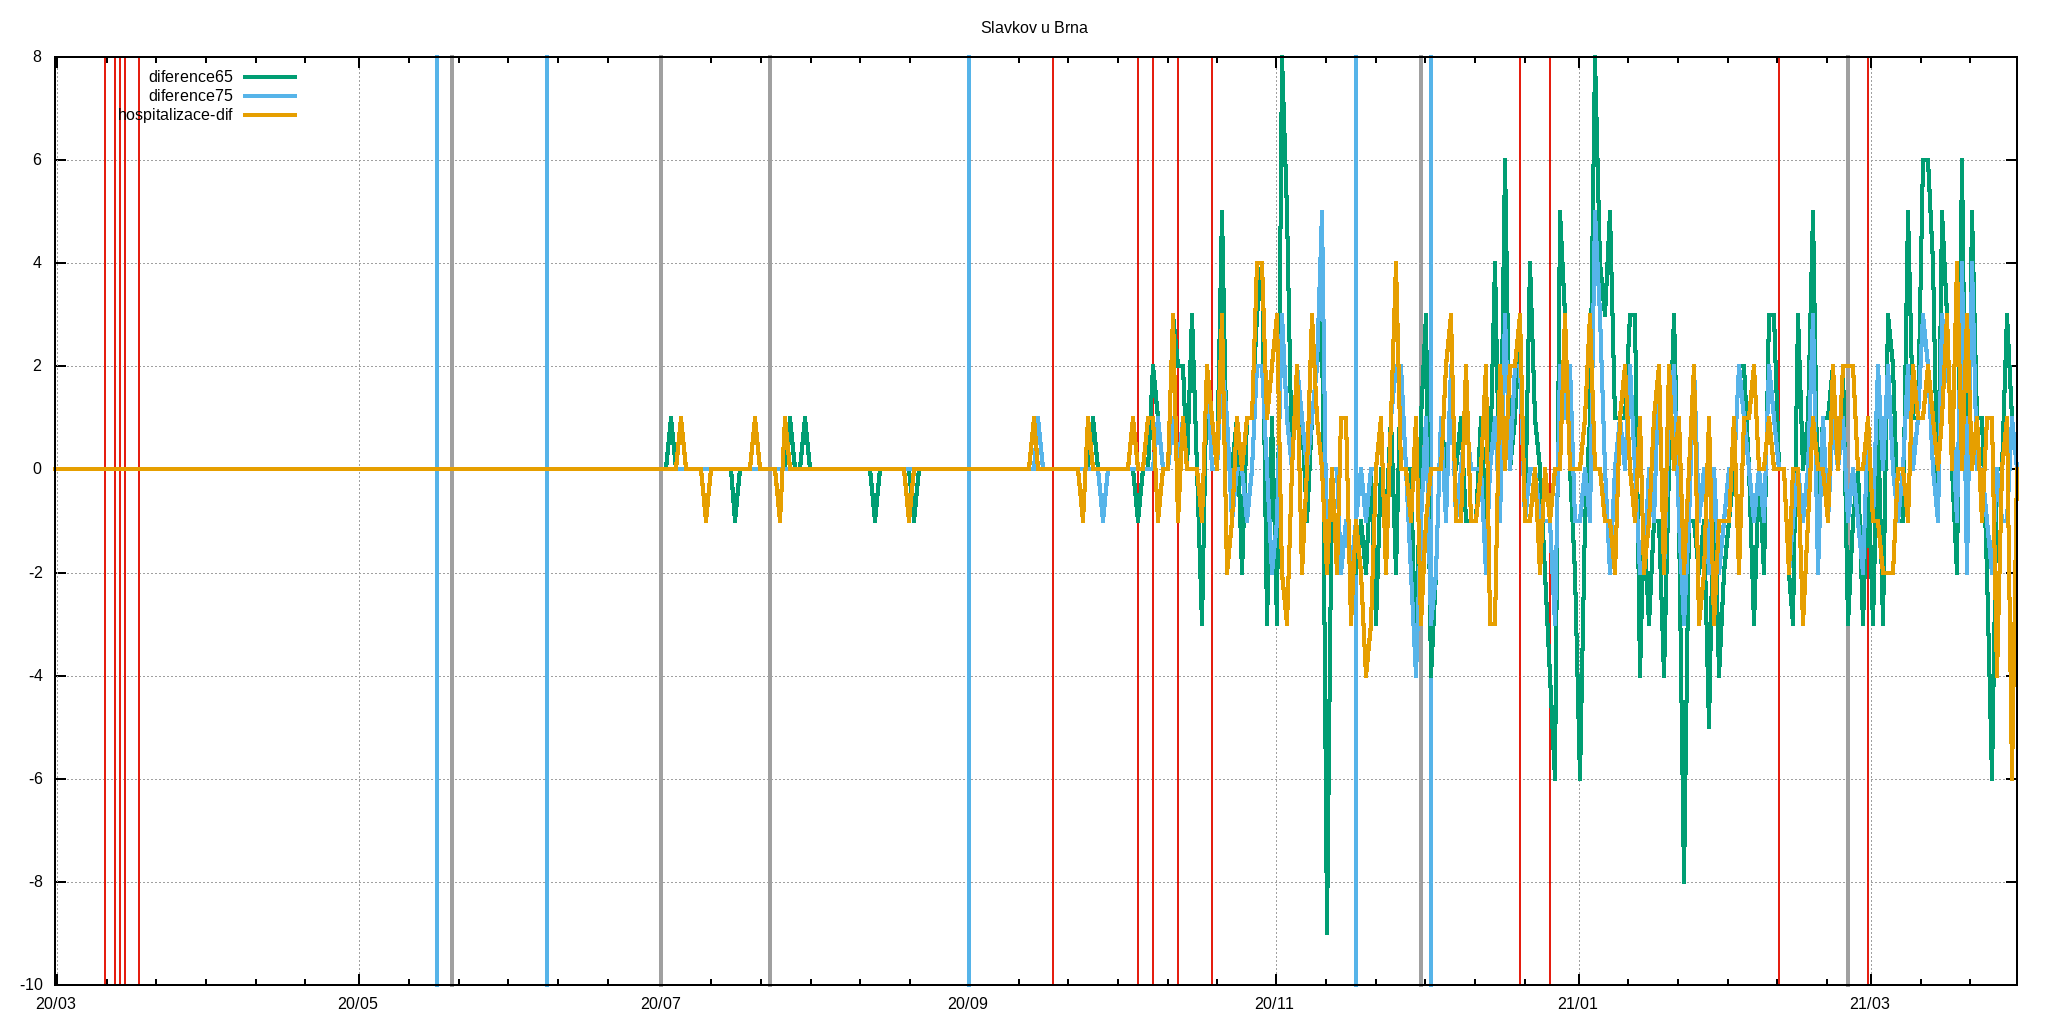 Slavkov u Brna
8
6
4
2
0
-2
-4
-6
-8
-10
diference65
diference75
hospitalizace-dif
20/03 20/05 20/07 20/09 20/11 21/01 21/03